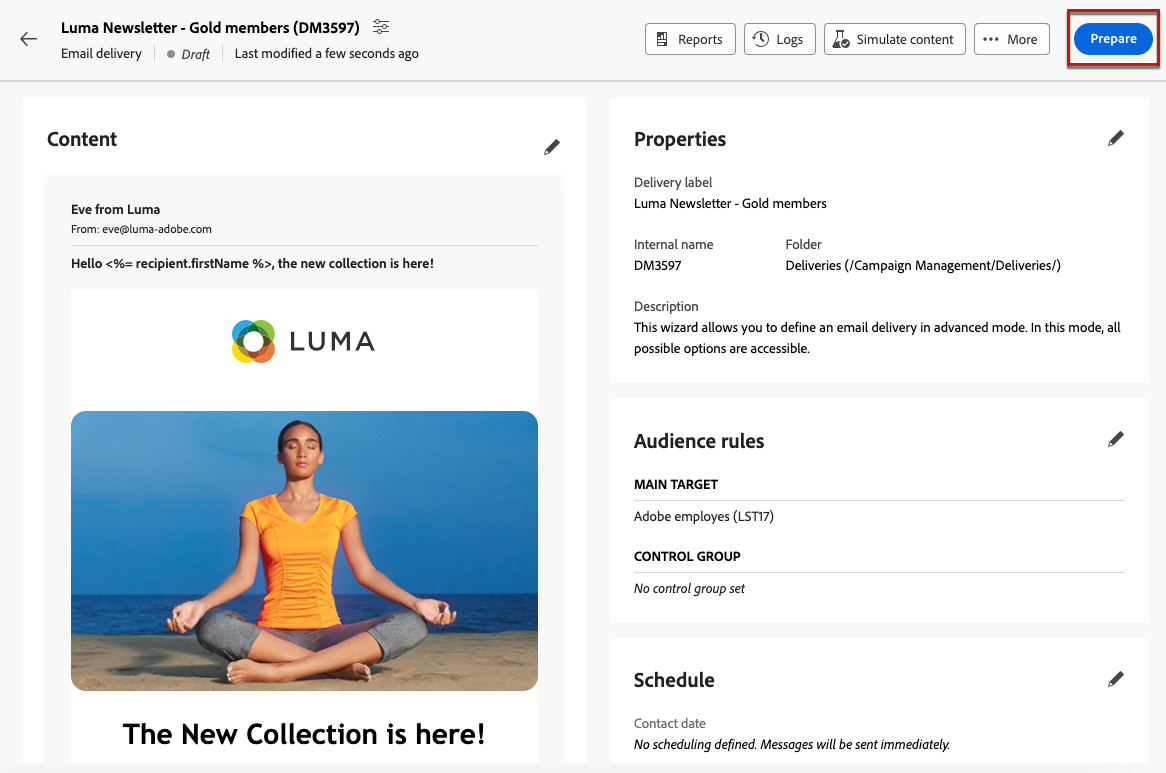 Luma Newsletter - Gold members (DM3597)
Email delivery
Draft
Last modified a few seconds ago
Reports
Logs
Simulate content
More
Prepare
Content
Eve from Luma
From: eve@luma-adobe.com
Hello <%= recipient.firstName %>, the new collection is here!
LUMA
The New Collection is here!
Properties
Delivery label
Luma Newsletter - Gold members
Internal name
DM3597
Folder
Deliveries (/Campaign Management/Deliveries/)
Description
This wizard allows you to define an email delivery in advanced mode. In this mode, all
possible options are accessible.
Audience rules
MAIN TARGET
Adobe employes (LST17)
CONTROL GROUP
No control group set
Schedule
Contact date
No scheduling defined. Messages will be sent immediately.